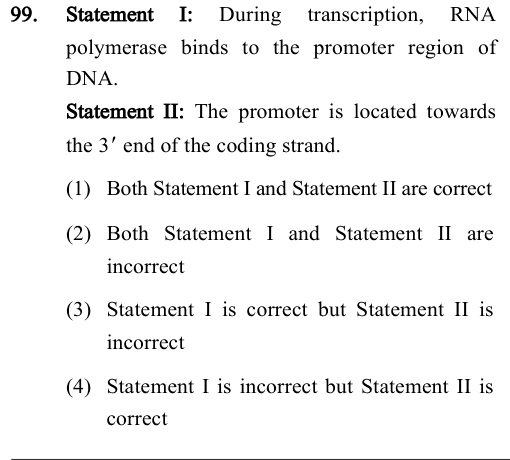 99. Statement I: During transcription, RNA
polymerase binds to the promoter region of
DNA.
Statement II: The promoter is located towards
the 3′ end of the coding strand.
(1) Both Statement I and Statement II are correct
(2) Both Statement I and Statement II are
incorrect
(3) Statement I is correct but Statement II is
incorrect
(4) Statement I is incorrect but Statement II is
correct